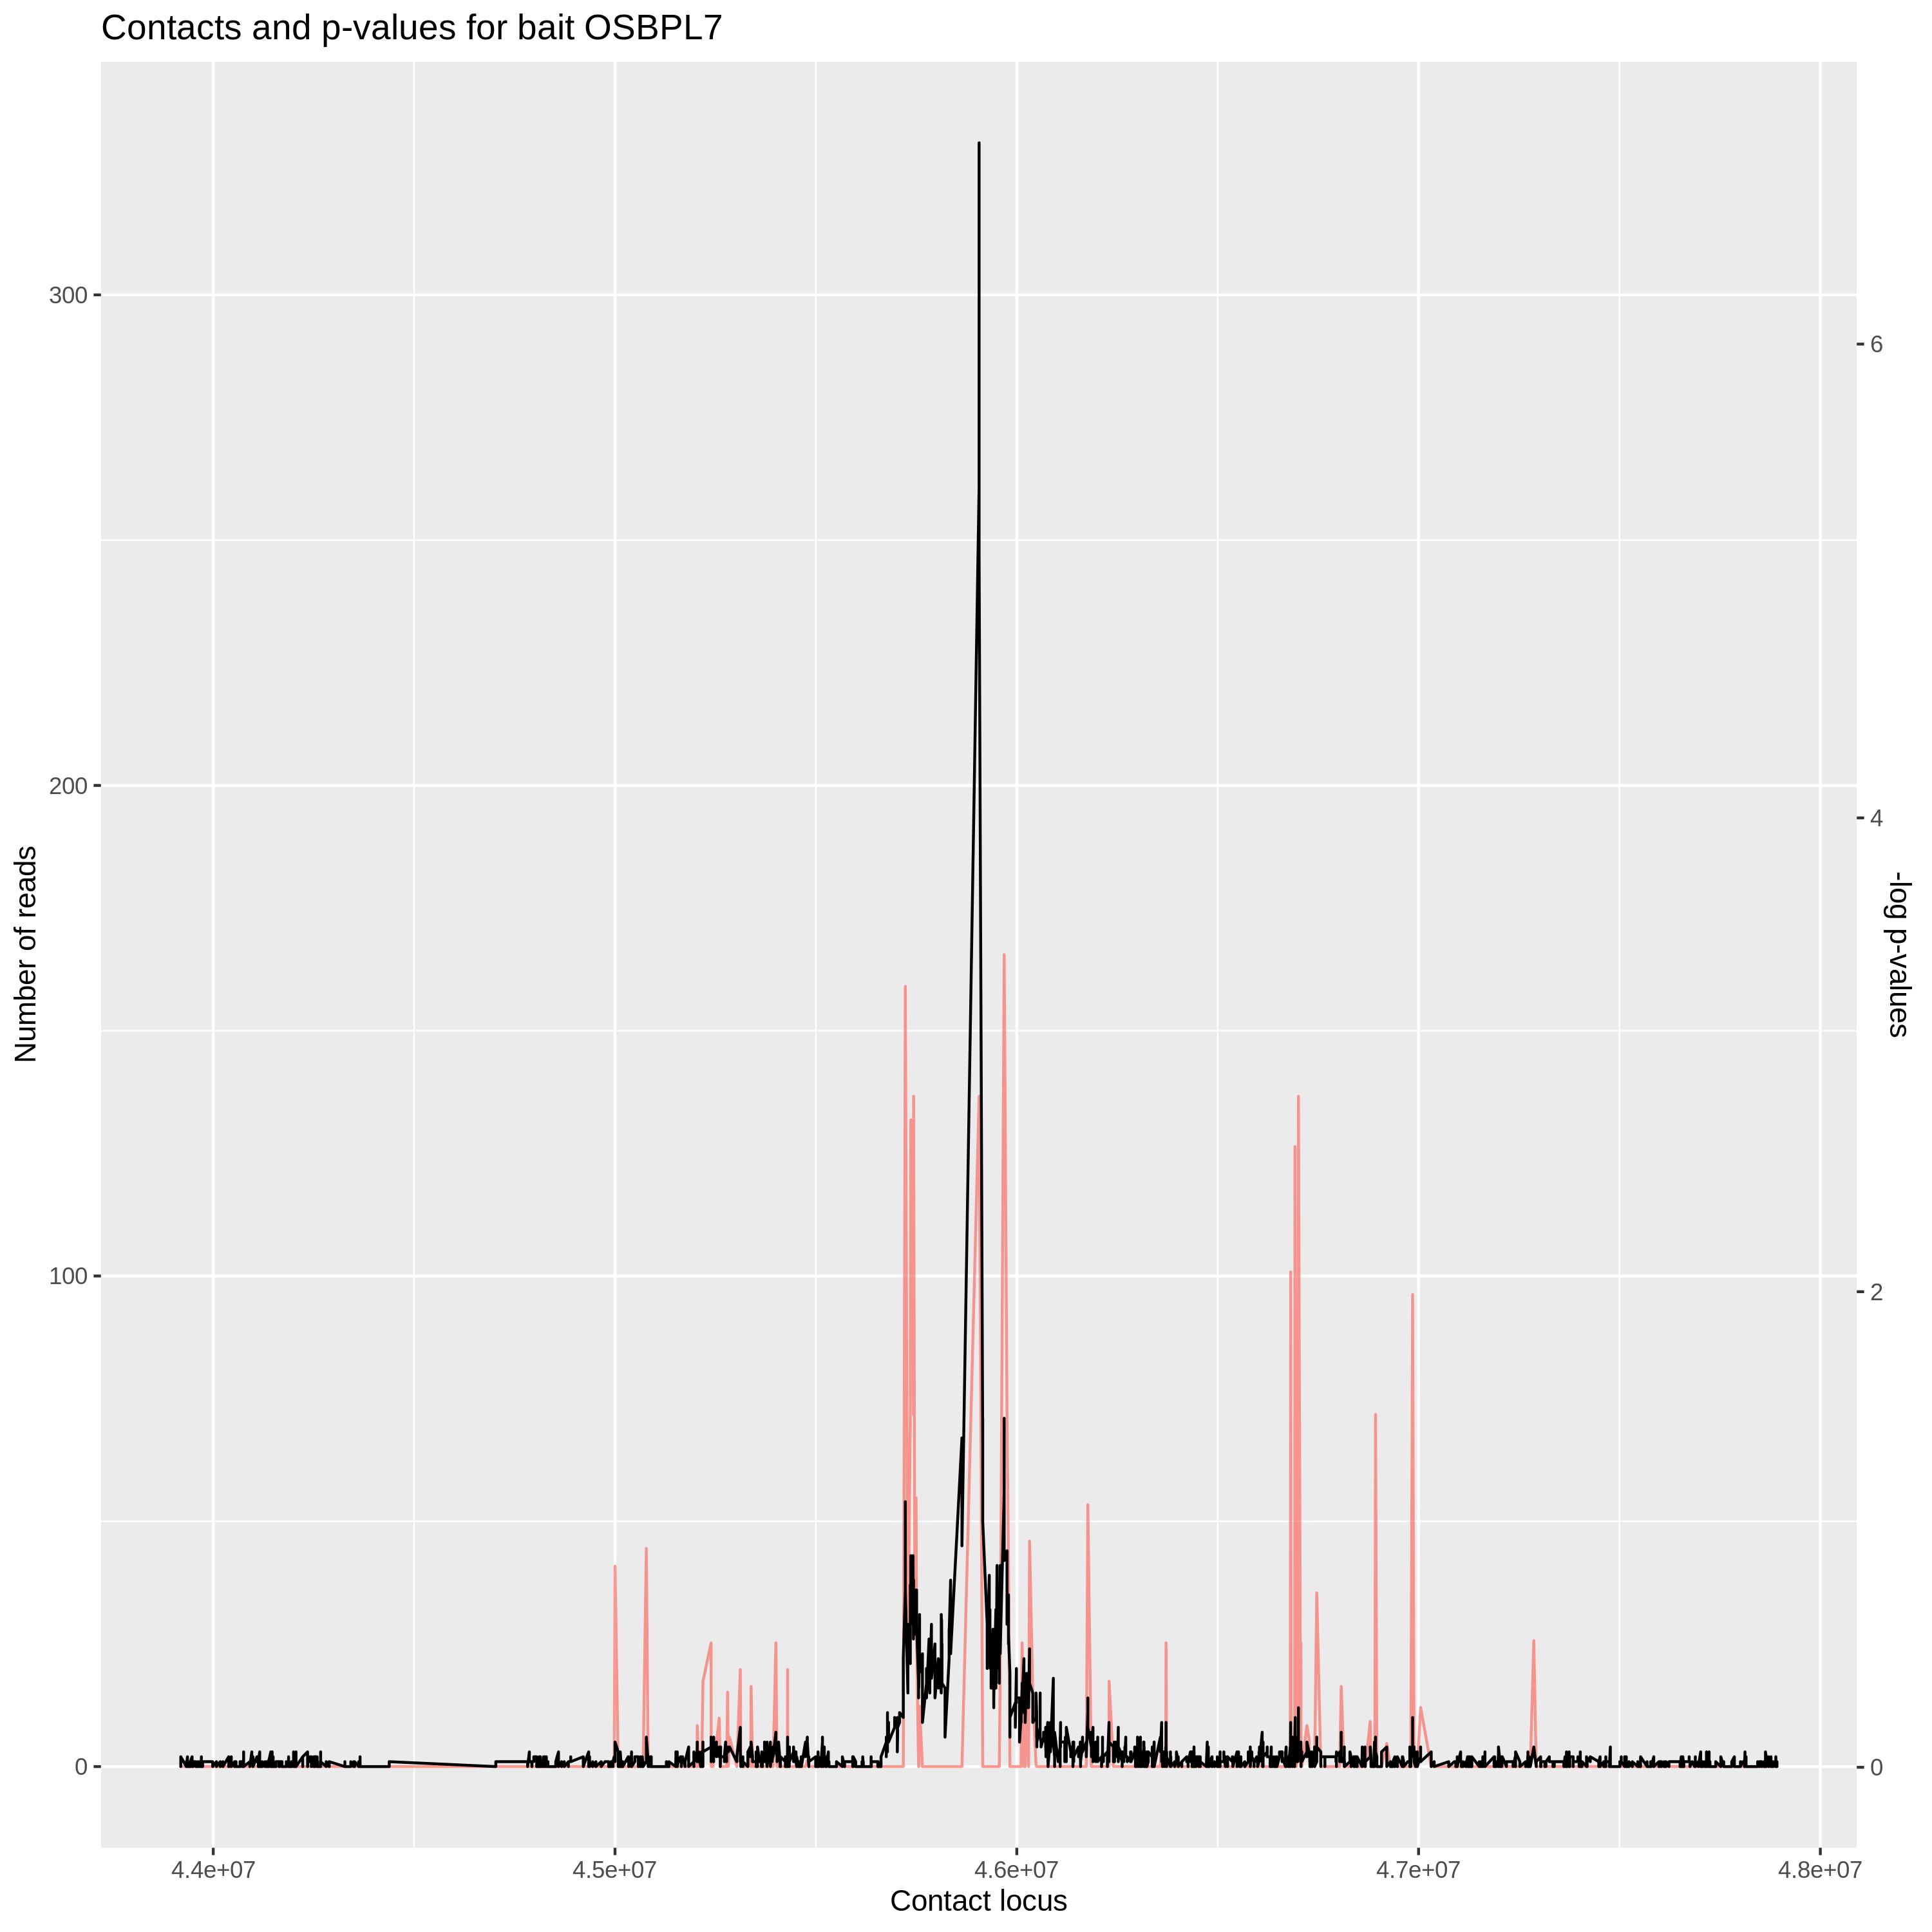 Contacts and p-values for bait OSBPL7
300
200
100
0
Number of reads
6
4
2
0
-log p-values
4.4e+07 4.5e+07 4.6e+07 4.7e+07 4.8e+07
Contact locus